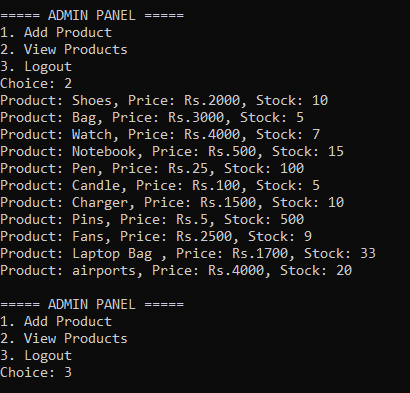 ===== ADMIN PANEL =====
1. Add Product
2. View Products
3. Logout
Choice: 2
Product: Shoes, Price: Rs.2000, Stock: 10
Product: Bag, Price: Rs.3000, Stock: 5
Product: Watch, Price: Rs.4000, Stock: 7
Product: Notebook, Price: Rs.500, Stock: 15
Product: Pen, Price: Rs.25, Stock: 100
Product: Candle, Price: Rs.100, Stock: 5
Product: Charger, Price: Rs.1500, Stock: 10
Product: Pins, Price: Rs.5, Stock: 500
Product: Fans, Price: Rs.2500, Stock: 9
Product: Laptop Bag , Price: Rs.1700, Stock: 33
Product: airports, Price: Rs.4000, Stock: 20
===== ADMIN PANEL =====
1. Add Product
2. View Products
3. Logout
Choice: 3